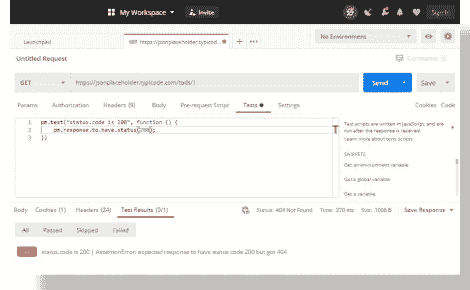 My Workspace
Invite
Sign In
Launchpad
GET https://jsonplaceholder.typicod...
No Environment
Untitled Request
Comments 0
GET
https://jsonplaceholder.typicode.com/
Send
Save
Params Authorization Headers (9) Body Pre-request Script Tests Settings Cookies Code
1 pm.test("status.code is 200", function () {
2 pm.response.to.have.status(200);
3 })
Test scripts are written in JavaScript, and are
run after the response is received.
Learn more about tests scripts
SNIPPETS
Get an environment variable
Get a global variable
Get a variable
Body Cookies (1) Headers (24) Test Results (0/1)
Status: 404 Not Found Time: 270 ms Size: Save Response
All Passed Skipped Failed
status.code is 200 | AssertionError: expected response to have status code 200 but got 404